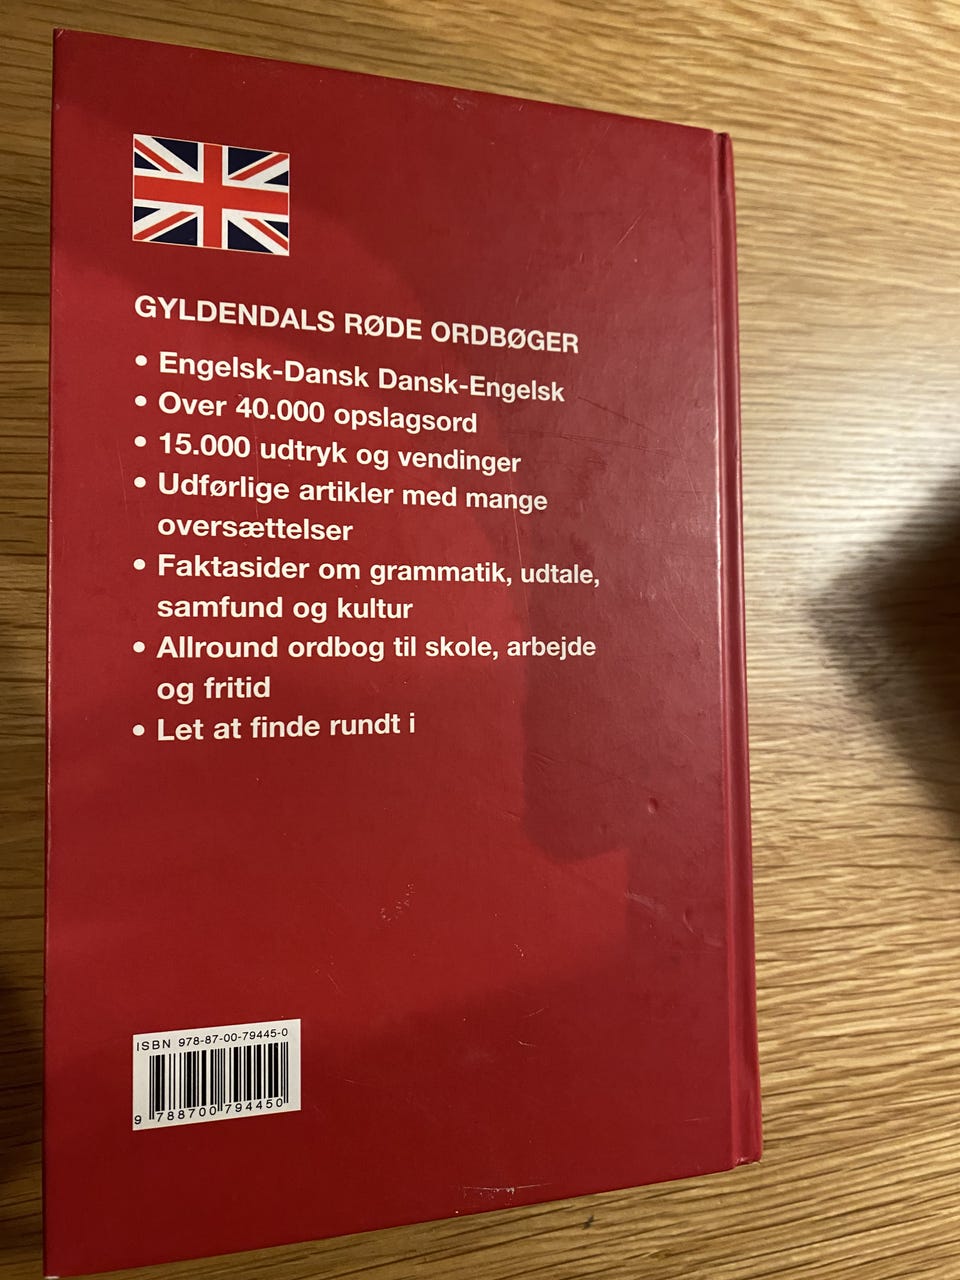 GYLDENDALS RØDE ORDBØGER
• Engelsk-Dansk Dansk-Engelsk
• Over 40.000 opslagsord
• 15.000 udtryk og vendinger
• Udførlige artikler med mange
oversættelser
• Faktasider om grammatik, udtale,
samfund og kultur
• Allround ordbog til skole, arbejde
og fritid
• Let at finde rundt i
ISBN 978-87-00-79445-0
9 788700 794450